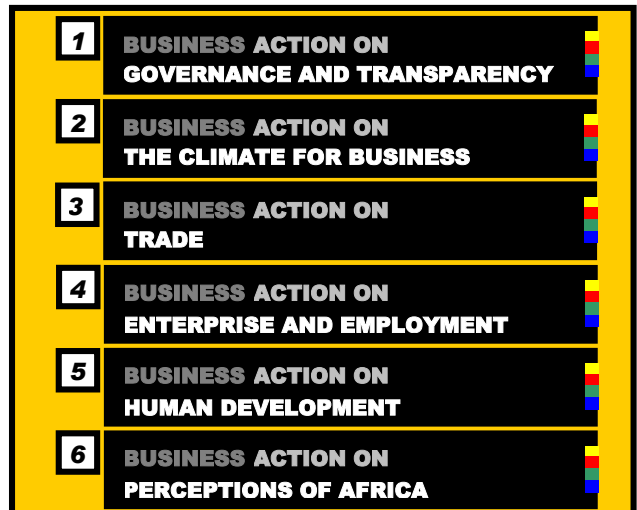 1
BUSINESS ACTION ON
GOVERNANCE AND TRANSPARENCY
2
BUSINESS ACTION ON
THE CLIMATE FOR BUSINESS
3
BUSINESS ACTION ON
TRADE
4
BUSINESS ACTION ON
ENTERPRISE AND EMPLOYMENT
5
BUSINESS ACTION ON
HUMAN DEVELOPMENT
6
BUSINESS ACTION ON
PERCEPTIONS OF AFRICA